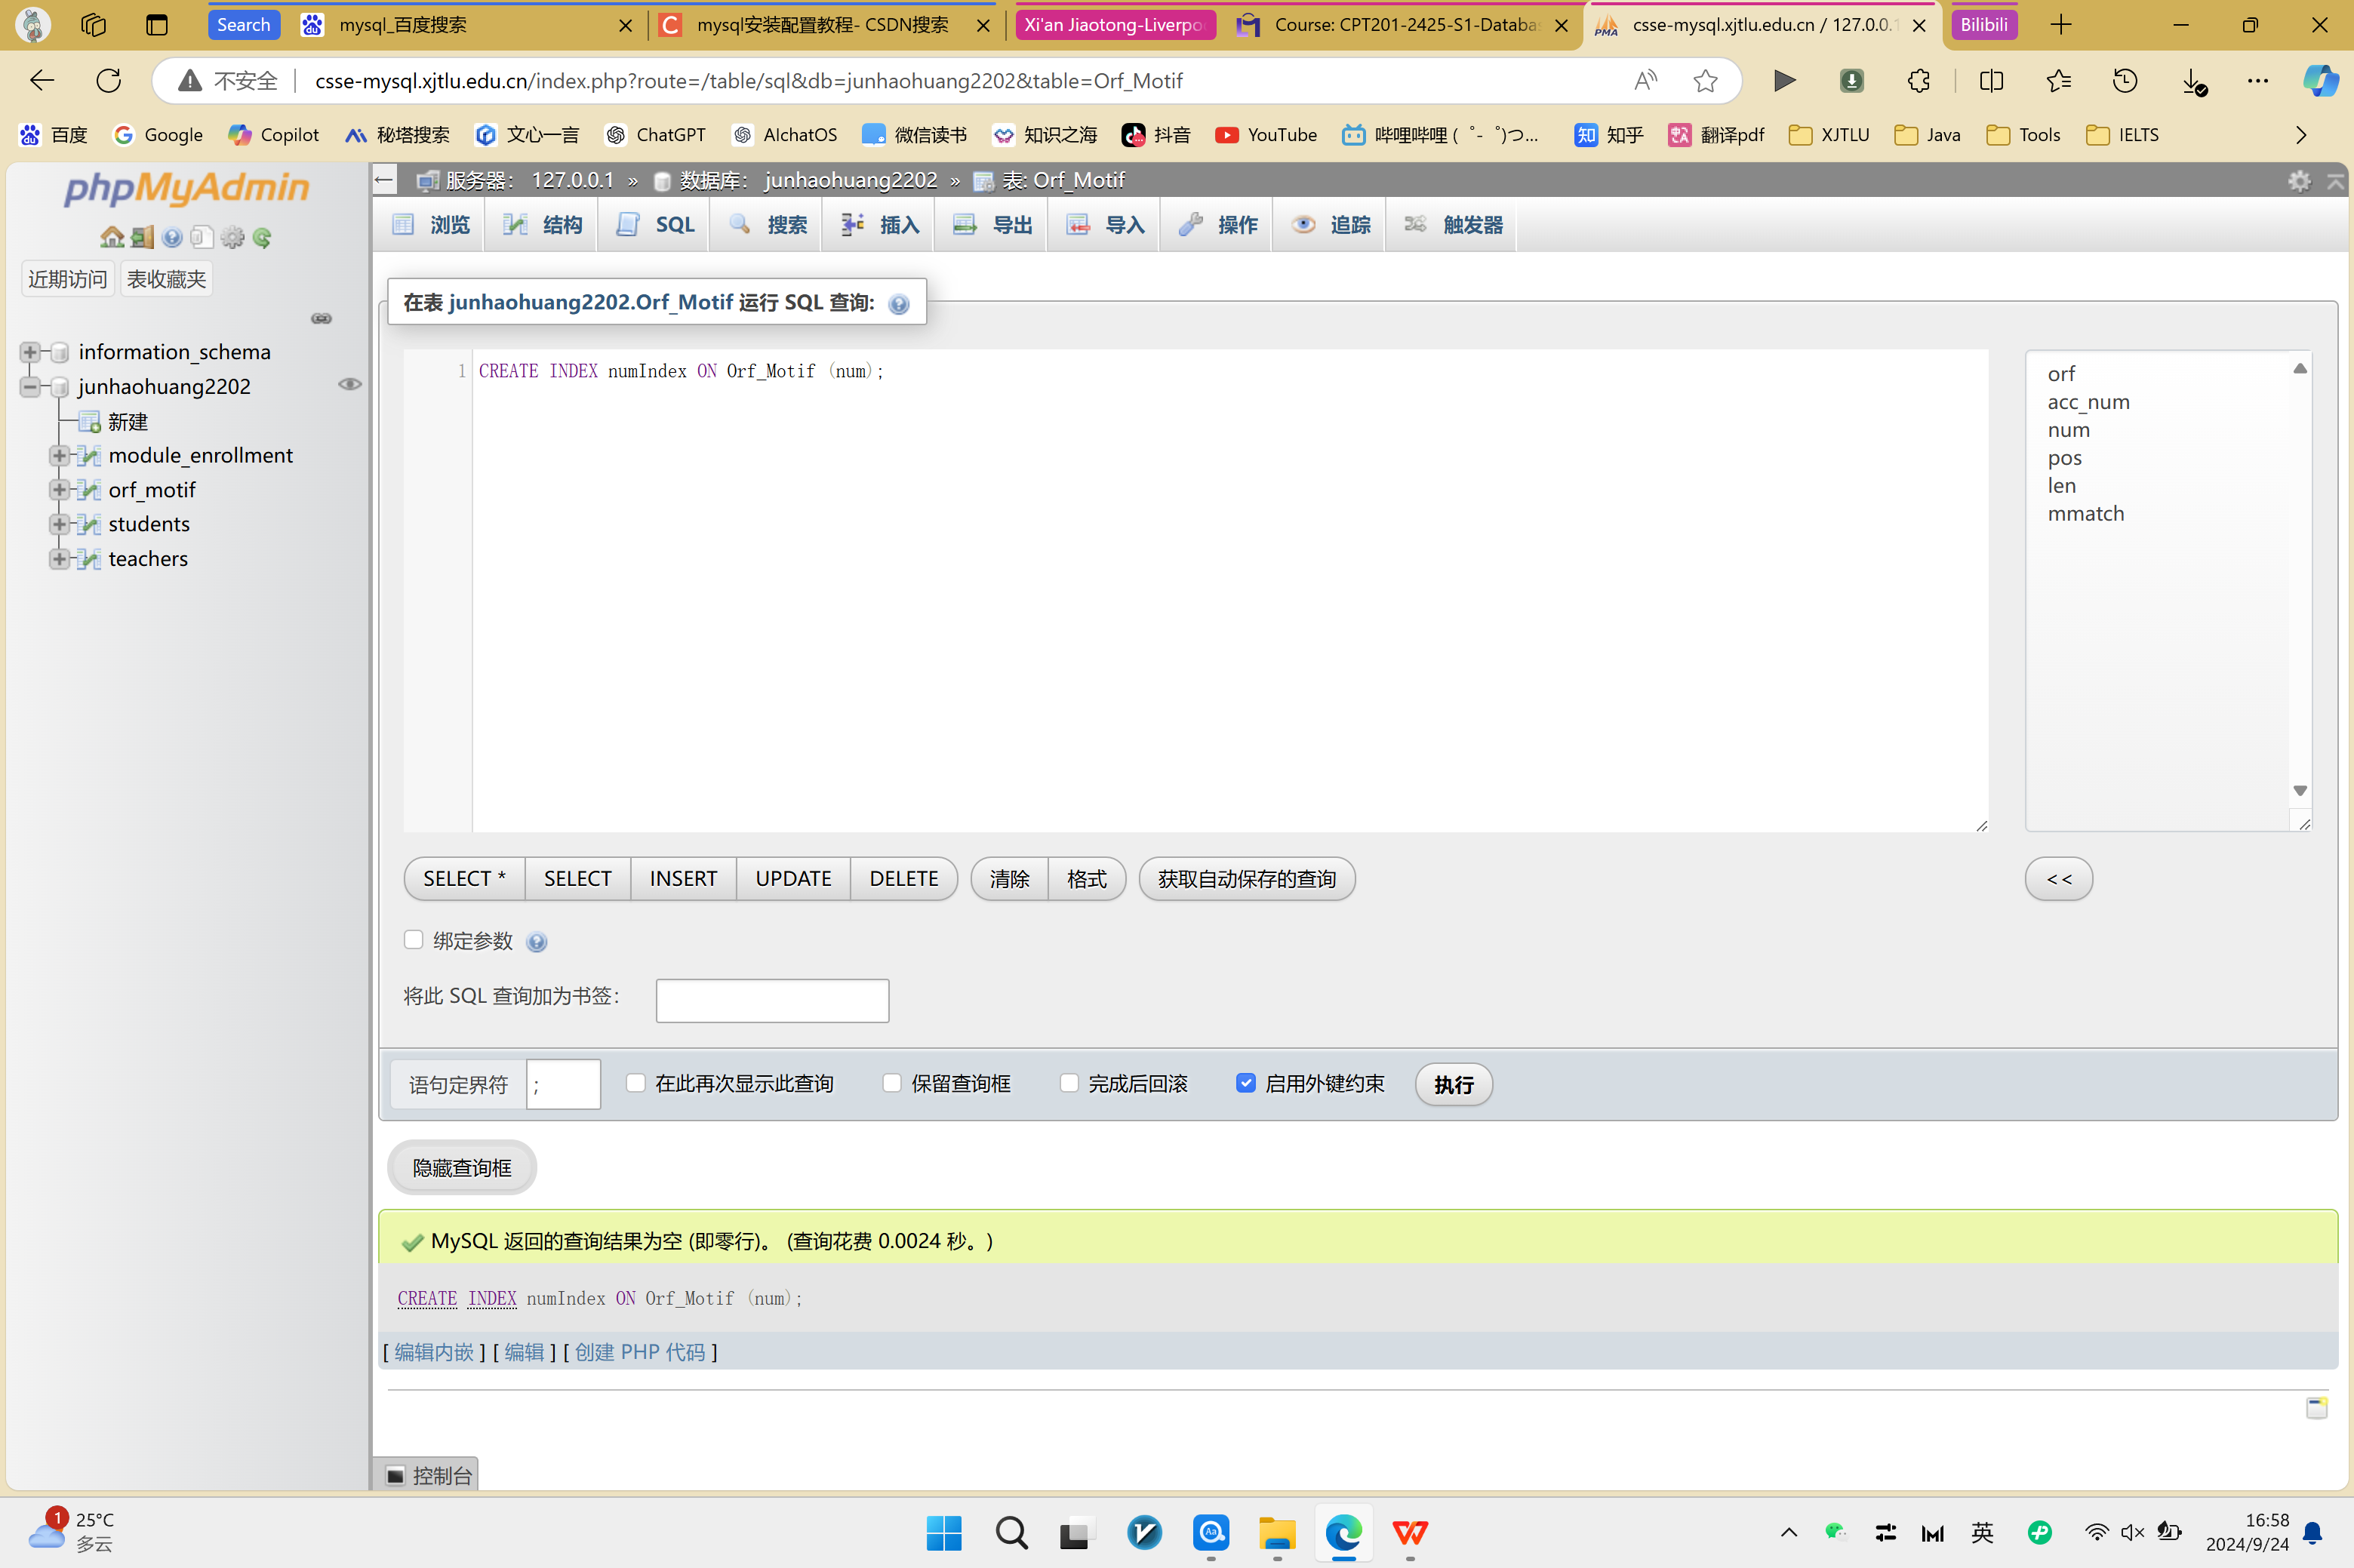 Search
mysql_百度搜索
mysql安装配置教程- CSDN搜索
Xi'an Jiaotong-Liverpo
Course: CPT201-2425-S1-Databa
PMA
csse-mysql.xjtlu.edu.cn / 127.0.0.1
Bilibili
不安全
csse-mysql.xjtlu.edu.cn/index.php?route=/table/sql&db=junhaohuang2202&table=Orf_Motif
百度
Google
Copilot
秘塔搜索
文心一言
ChatGPT
AIchatOS
微信读书
知识之海
抖音
YouTube
哔哩哔哩 (゜-゜)つ...
知 知乎
翻译pdf
XJTLU
Java
Tools
IELTS
phpMyAdmin
近期访问
表收藏夹
information_schema
junhaohuang2202
新建
module_enrollment
orf_motif
students
teachers
服务器: 127.0.0.1 » 数据库: junhaohuang2202 » 表: Orf_Motif
浏览
结构
SQL
搜索
插入
导出
导入
操作
追踪
触发器
在表 junhaohuang2202.Orf_Motif 运行 SQL 查询:
1 CREATE INDEX numIndex ON Orf_Motif (num);
orf
acc_num
num
pos
len
mmatch
SELECT *
SELECT
INSERT
UPDATE
DELETE
清除
格式
获取自动保存的查询
<<
绑定参数
将此 SQL 查询加为书签:
语句定界符 ;
在此再次显示此查询
保留查询框
完成后回滚
启用外键约束
执行
隐藏查询框
MySQL 返回的查询结果为空 (即零行)。 (查询花费 0.0024 秒。)
CREATE INDEX numIndex ON Orf_Motif (num);
[ 编辑内嵌 ] [ 编辑 ] [ 创建 PHP 代码 ]
控制台
1
25°C
多云
英
16:58
2024/9/24